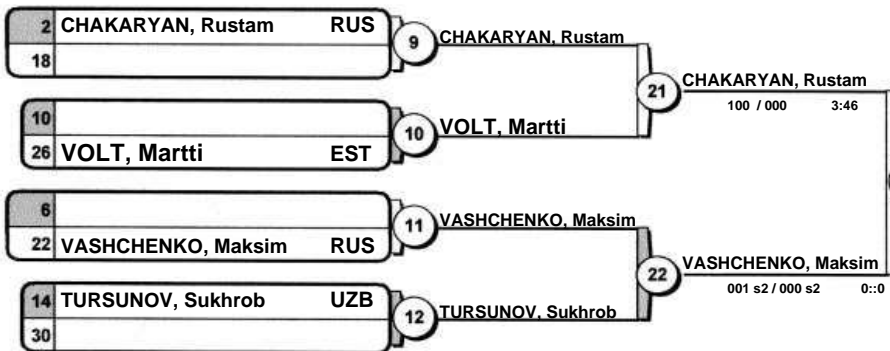 2 CHAKARYAN, Rustam RUS
18
9 CHAKARYAN, Rustam
21 CHAKARYAN, Rustam
100 / 000 3:46
10
26 VOLT, Martti EST
10 VOLT, Martti
6
22 VASHCHENKO, Maksim RUS
11 VASHCHENKO, Maksim
22 VASHCHENKO, Maksim
001 s2 / 000 s2 0::0
14 TURSUNOV, Sukhrob UZB
30
12 TURSUNOV, Sukhrob